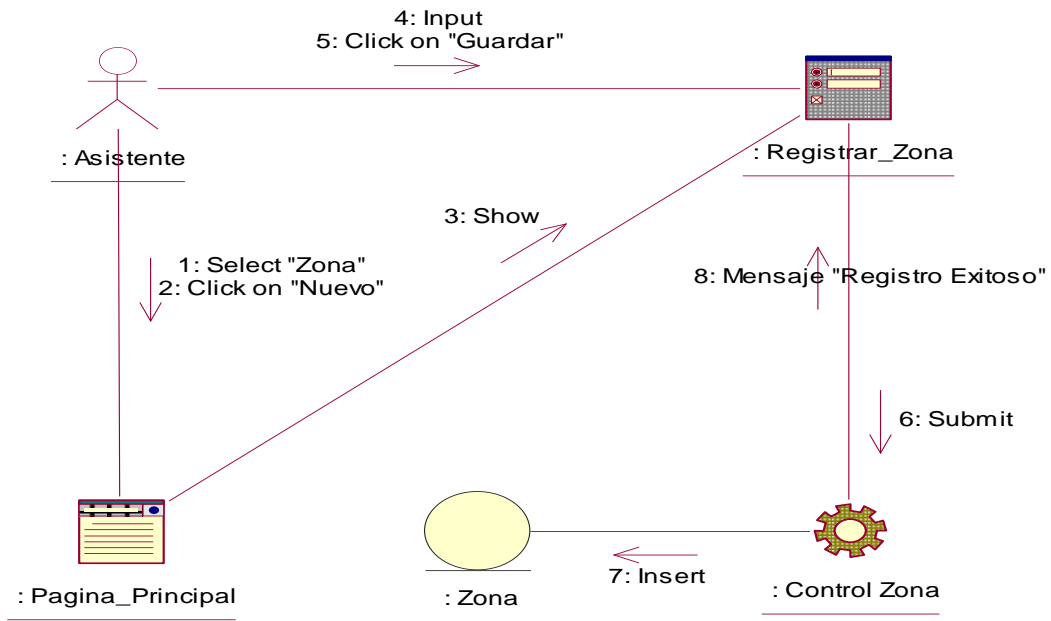 4: Input
5: Click on "Guardar"
: Asistente
: Registrar_Zona
3: Show
1: Select "Zona"
2: Click on "Nuevo"
8: Mensaje "Registro Exitoso"
6: Submit
7: Insert
: Pagina_Principal
: Zona
: Control Zona